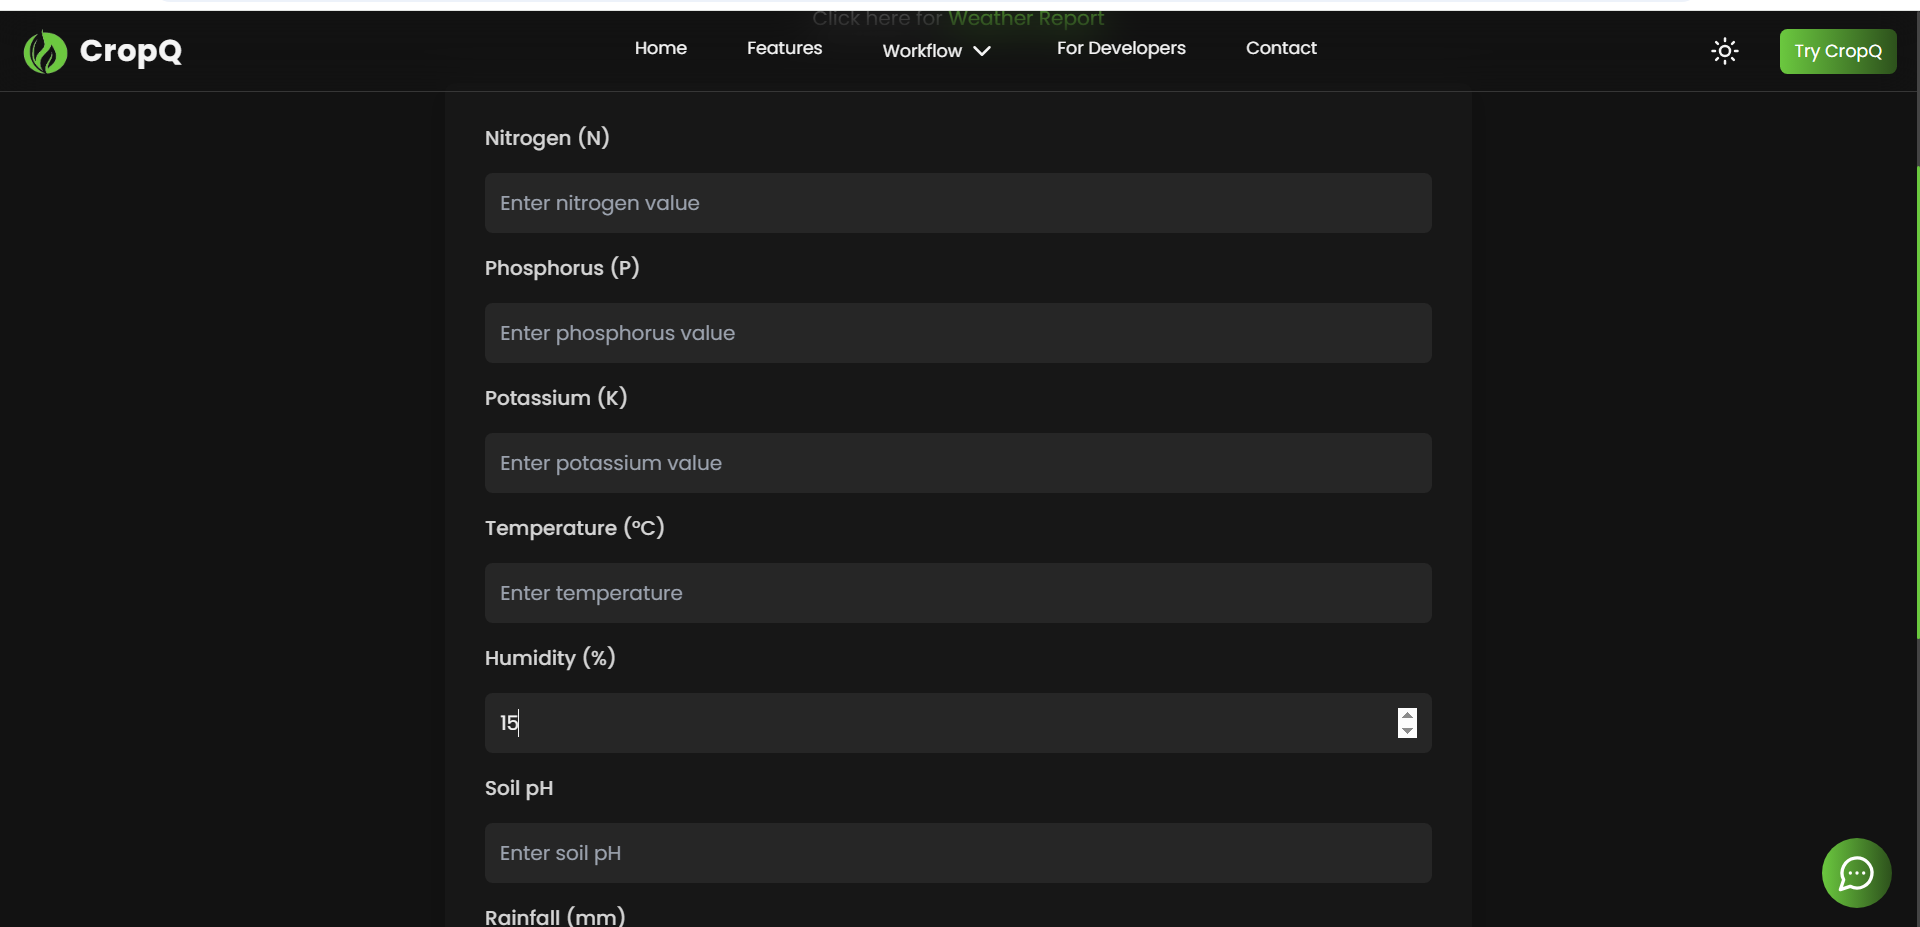 Click here for Weather Report
CropQ
Home
Features
Workflow
For Developers
Contact
Try CropQ
Nitrogen (N)
Enter nitrogen value
Phosphorus (P)
Enter phosphorus value
Potassium (K)
Enter potassium value
Temperature (°C)
Enter temperature
Humidity (%)
15
Soil pH
Enter soil pH
Rainfall (mm)